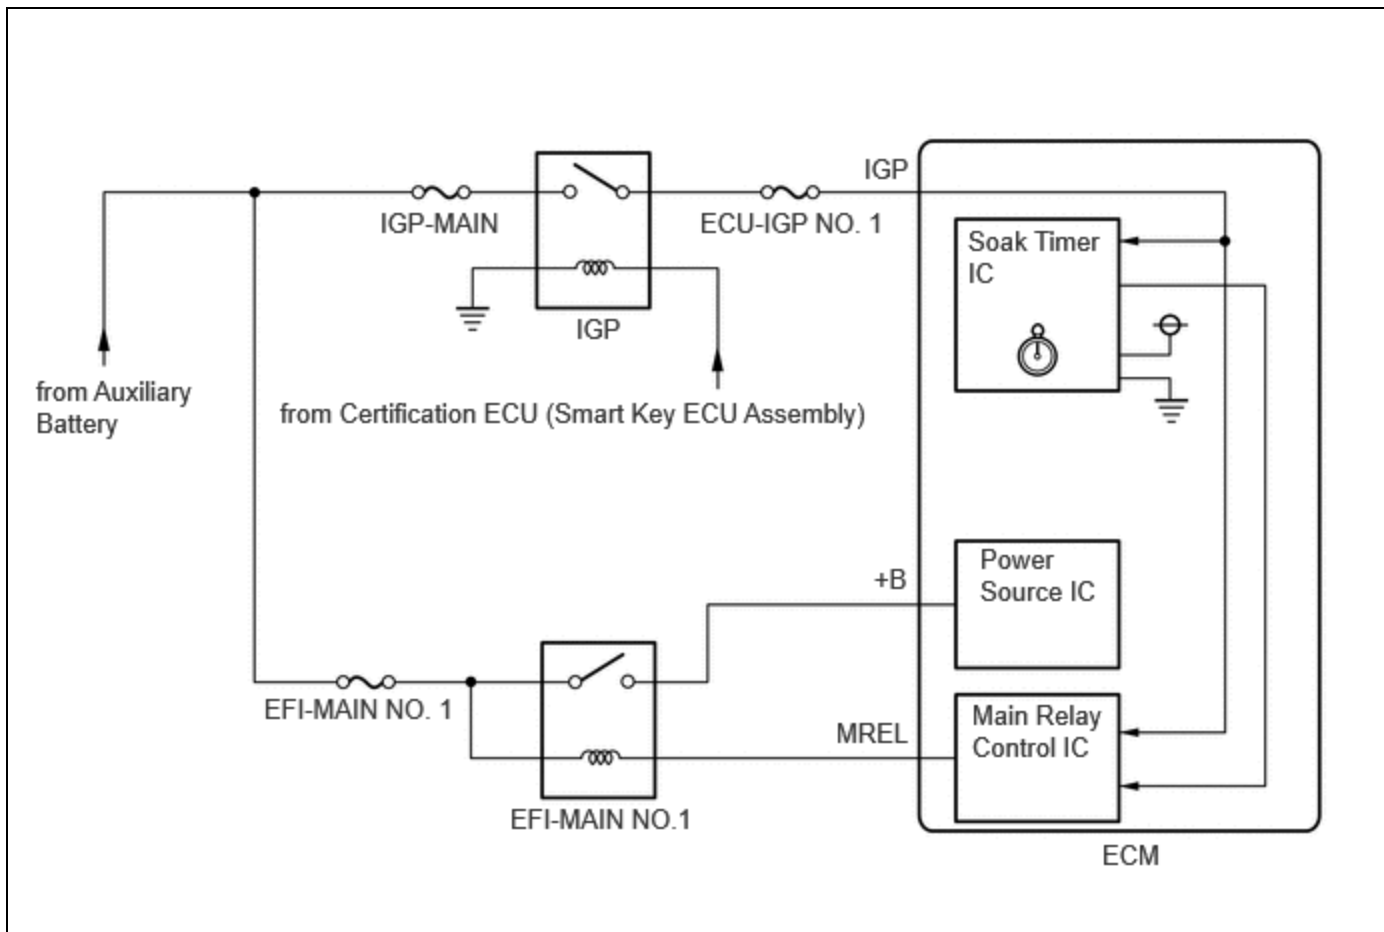 IGP
IGP-MAIN
ECU-IGP NO. 1
Soak Timer
IC
IGP
from Auxiliary
Battery
from Certification ECU (Smart Key ECU Assembly)
Power
Source IC
+B
EFI-MAIN NO. 1
Main Relay
Control IC
MREL
EFI-MAIN NO.1
ECM